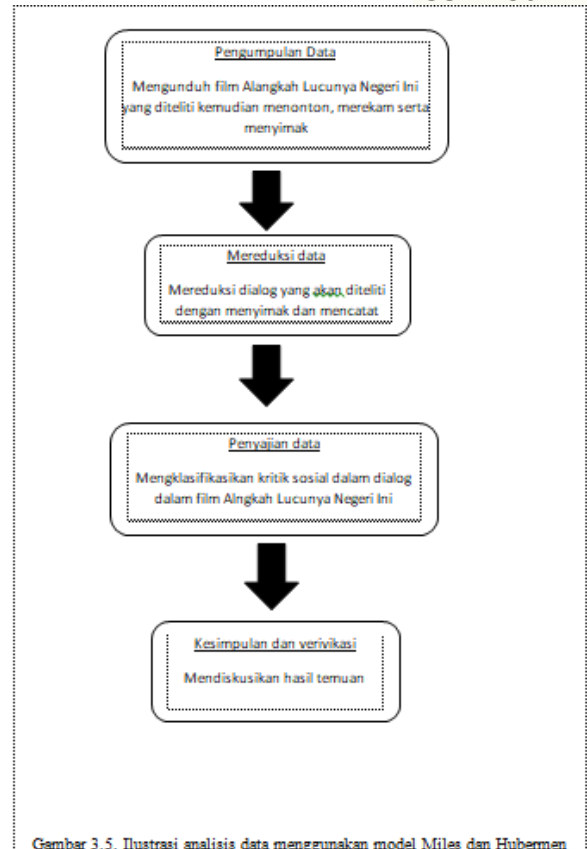 Pengumpulan Data
Mengunduh film Alangkah Lucunya Negeri Ini
yang diteliti kemudian menonton, merekam serta
menyimak
Mereduksi data
Mereduksi dialog yang akan diteliti
dengan menyimak dan mencatat
Penyajian data
Mengklasifikasikan kritik sosial dalam dialog
dalam film Alngkah Lucunya Negeri Ini
Kesimpulan dan verivikasi
Mendiskusikan hasil temuan
Gambar 3.5. Ilustrasi analisis data menggunakan model Miles dan Hubermen